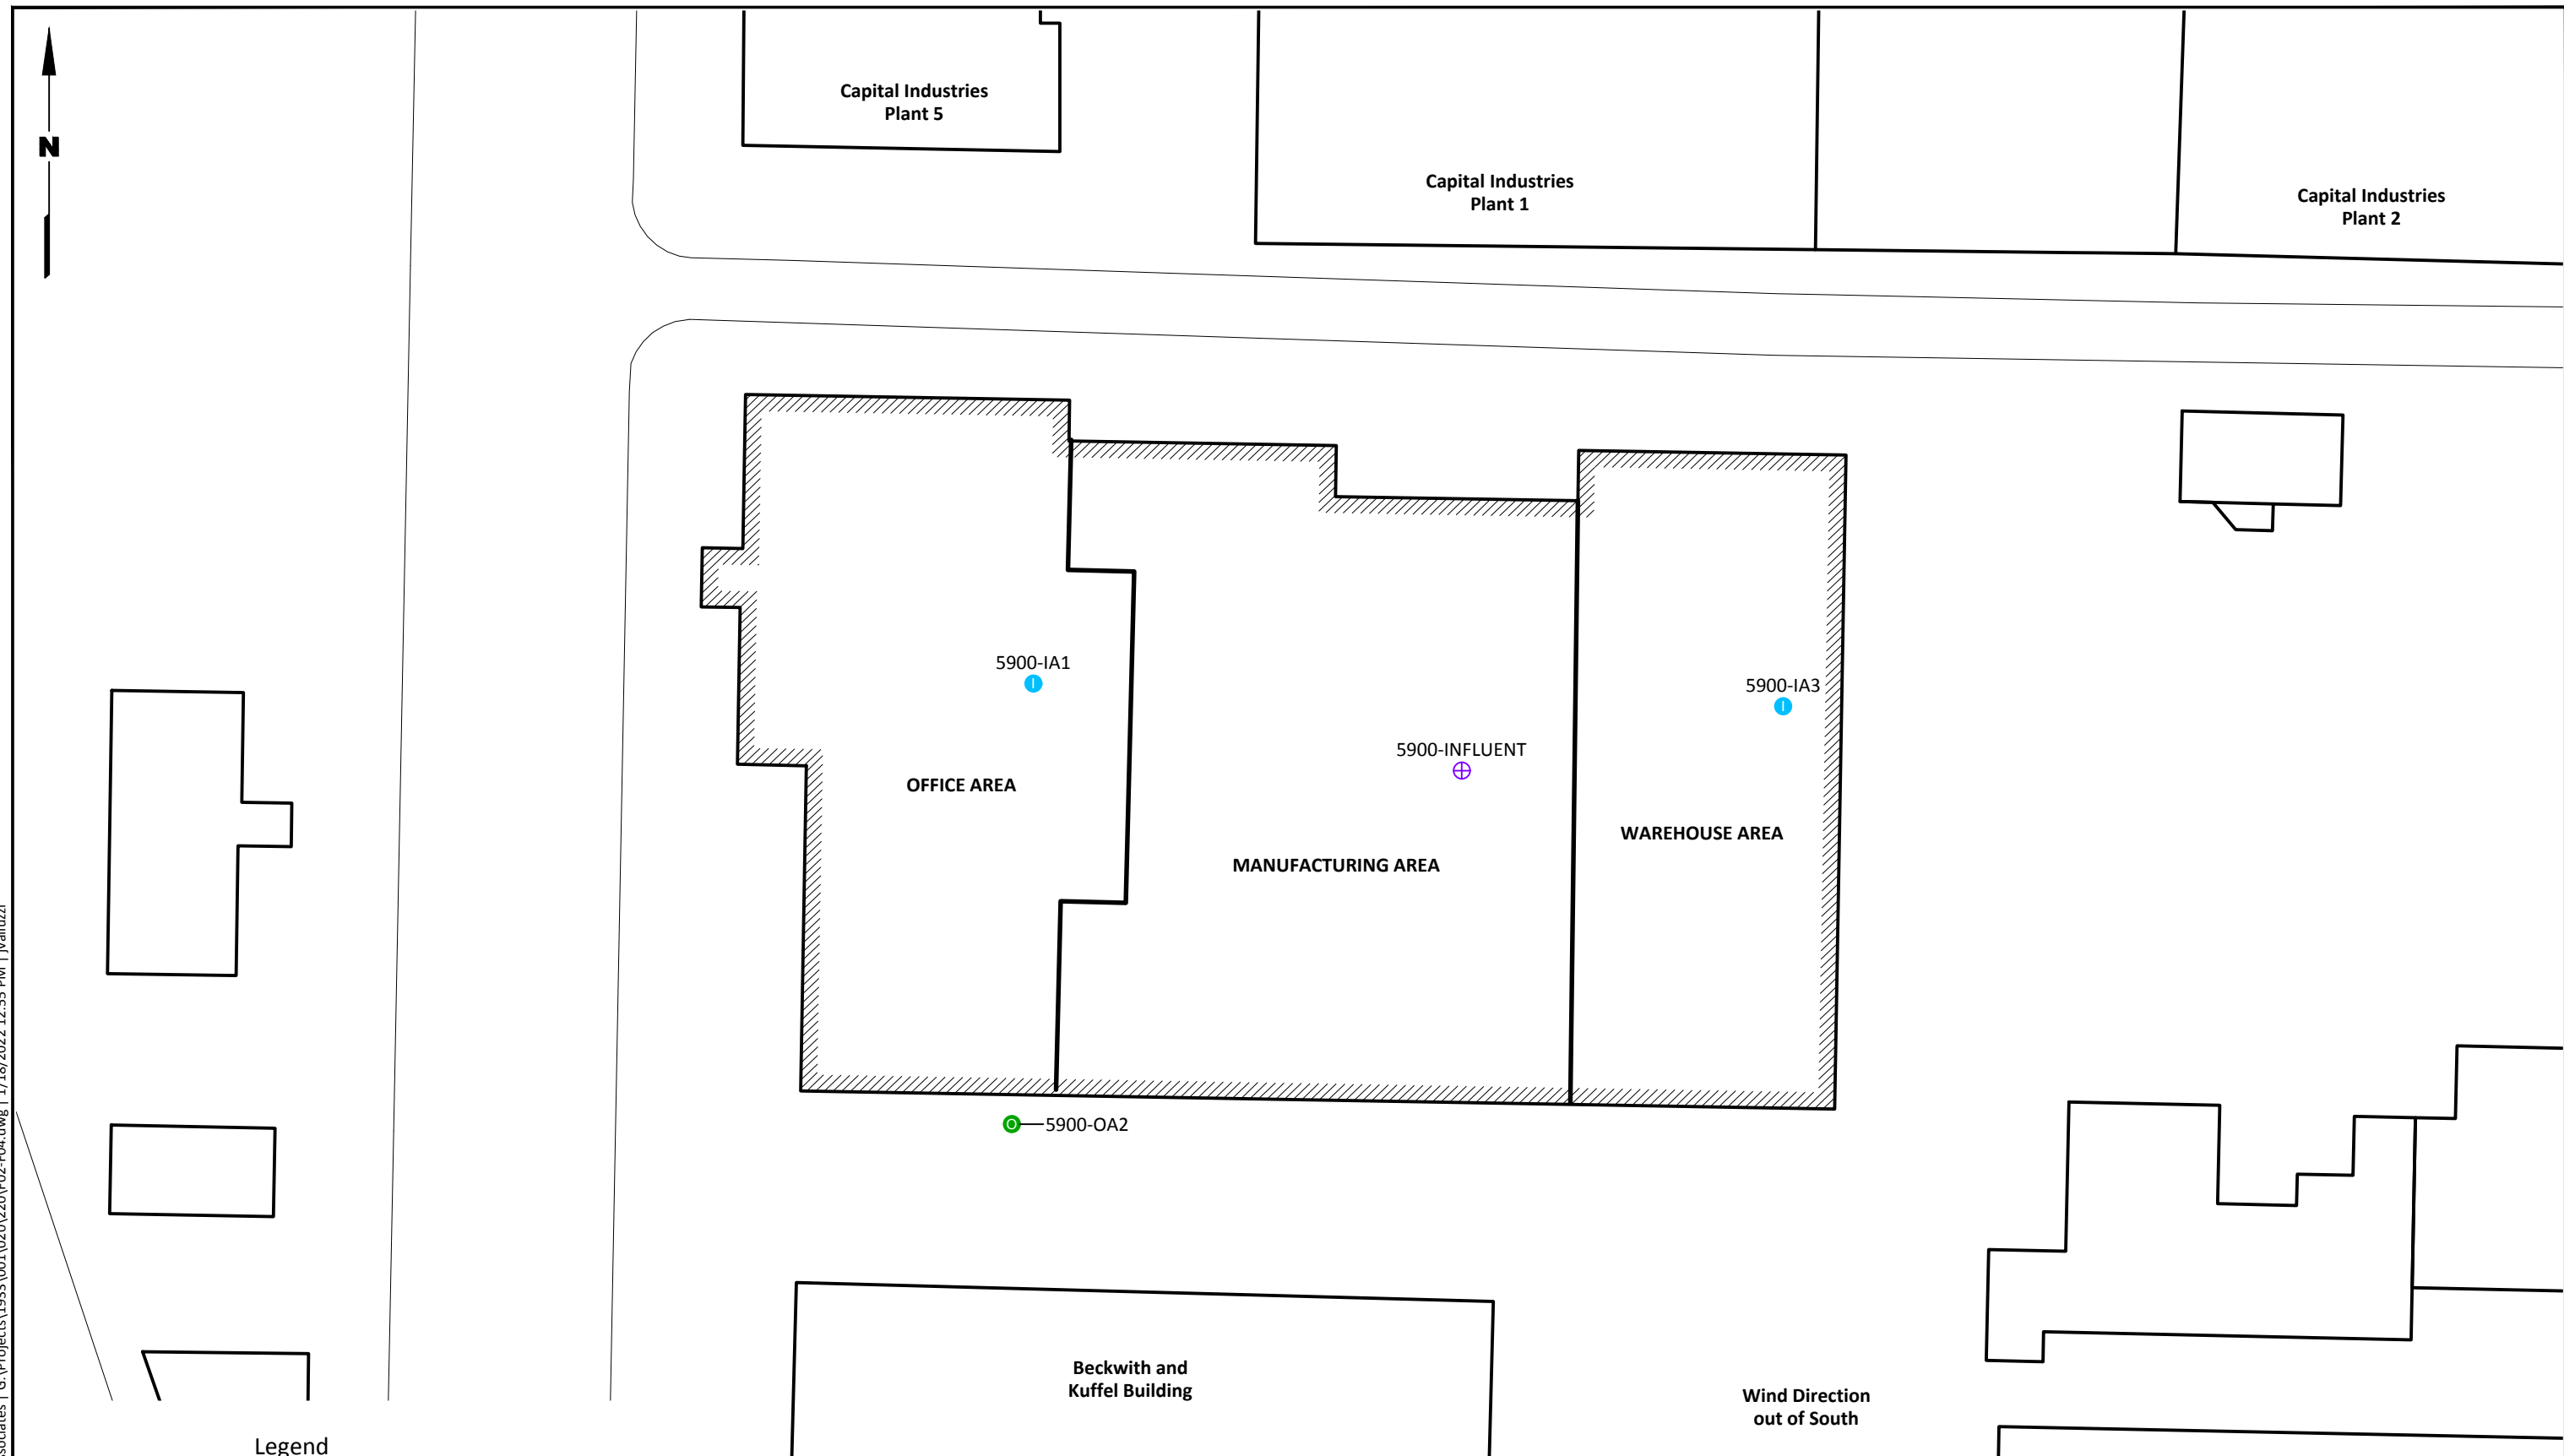 Capital Industries
Plant 5
N
Capital Industries
Plant 1
Capital Industries
Plant 2
5900-IA1
I
5900-IA3
I
5900-INFLUENT
OFFICE AREA
WAREHOUSE AREA
MANUFACTURING AREA
O
5900-OA2
Beckwith and
Kuffel Building
Wind Direction
out of South
Legend